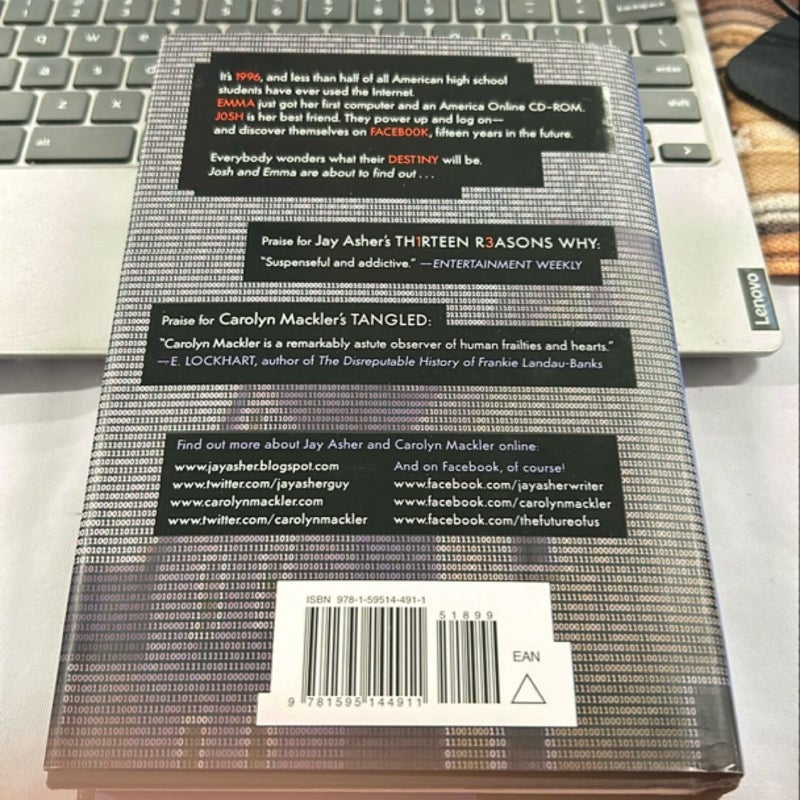 backspace
q
w
e
r
t
y
u
i
o
p
enter
z
x
shift
alt
It's 1996, and less than half of all American high school
students have ever used the Internet.
EMMA just got her first computer and an America Online CD-ROM.
J0SH is her best friend. They power up and log on—
and discover themselves on FACEB00K, fifteen years in the future.
Everybody wonders what their DEST1NY will be.
Josh and Emma are about to find out . . .
Praise for Jay Asher's TH1RTEEN R3ASONS WHY:
"Suspenseful and addictive." —ENTERTAINMENT WEEKLY
Lenovo
Praise for Carolyn Mackler's TANGLED:
"Carolyn Mackler is a remarkably astute observer of human frailties and hearts."
—E. LOCKHART, author of The Disreputable History of Frankie Landau-Banks
Find out more about Jay Asher and Carolyn Mackler online:
www.jayasher.blogspot.com And on Facebook, of course!
www.twitter.com/jayasherguy www.facebook.com/jayasherwriter
www.carolynmackler.com www.facebook.com/carolynmackler
www.twitter.com/carolynmackler www.facebook.com/thefutureofus
ISBN 978-1-59514-491-1
51899
EAN
9 781595 144911